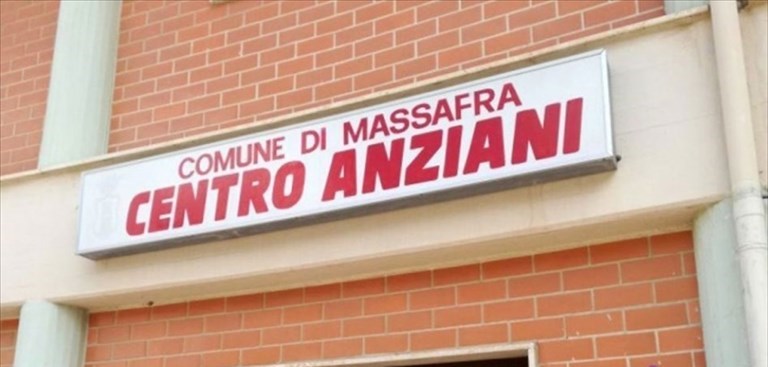 COMUNE DI MASSAFRA
CENTRO ANZIANI